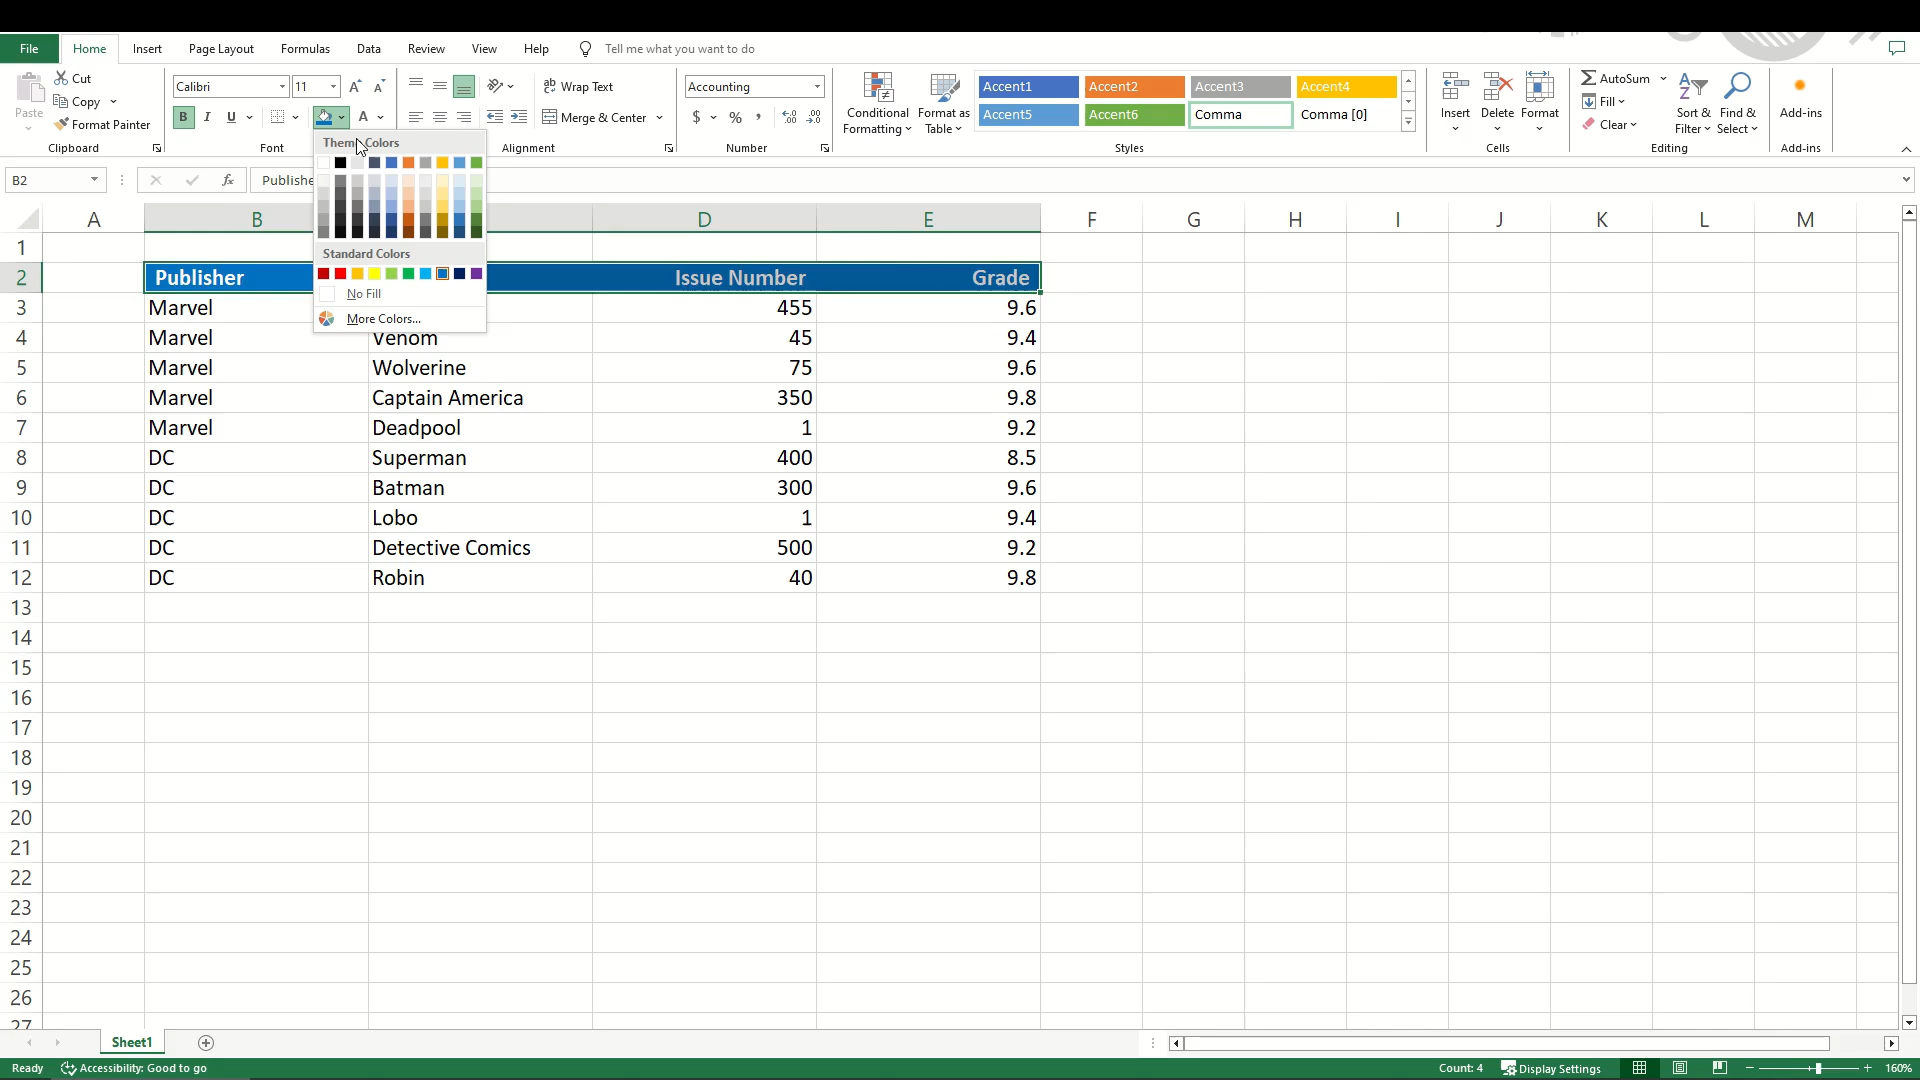 File Home Insert Page Layout Formulas Data Review View Help Tell me what you want to do
Cut
Copy
Format Painter
Paste
Clipboard
Calibri 11
B I U A
Font
Wrap Text
Merge & Center
Alignment
Accounting
$ % ,
Number
Conditional Formatting
Format as Table
Accent1 Accent2 Accent3 Accent4
Accent5 Accent6 Comma Comma [0]
Styles
Insert Delete Format
Cells
AutoSum
Fill
Clear
Sort & Filter
Find & Select
Editing
Add-ins
Add-ins
B2 fx Publishe
Theme Colors
Standard Colors
No Fill
More Colors...
A B D E F G H I J K L M
1
2 Publisher Issue Number Grade
3 Marvel 455 9.6
4 Marvel Venom 45 9.4
5 Marvel Wolverine 75 9.6
6 Marvel Captain America 350 9.8
7 Marvel Deadpool 1 9.2
8 DC Superman 400 8.5
9 DC Batman 300 9.6
10 DC Lobo 1 9.4
11 DC Detective Comics 500 9.2
12 DC Robin 40 9.8
13
14
15
16
17
18
19
20
21
22
23
24
25
26
27
Sheet1
Ready Accessibility: Good to go Count: 4 Display Settings 160%